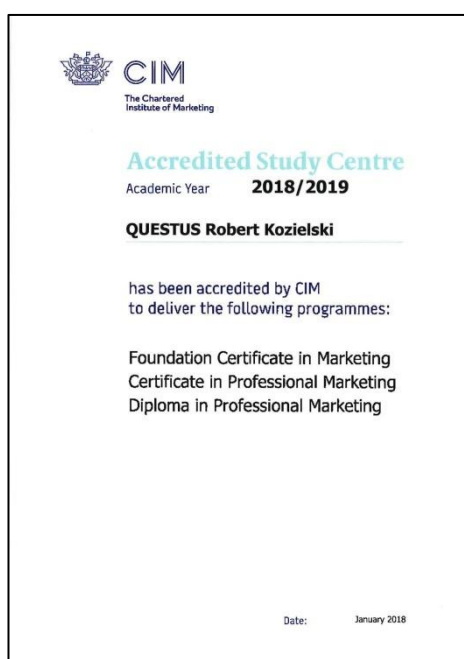 CIM
The Chartered
Institute of Marketing
Accredited Study Centre
Academic Year 2018/2019
QUESTUS Robert Kozielski
has been accredited by CIM
to deliver the following programmes:
Foundation Certificate in Marketing
Certificate in Professional Marketing
Diploma in Professional Marketing
Date: January 2018